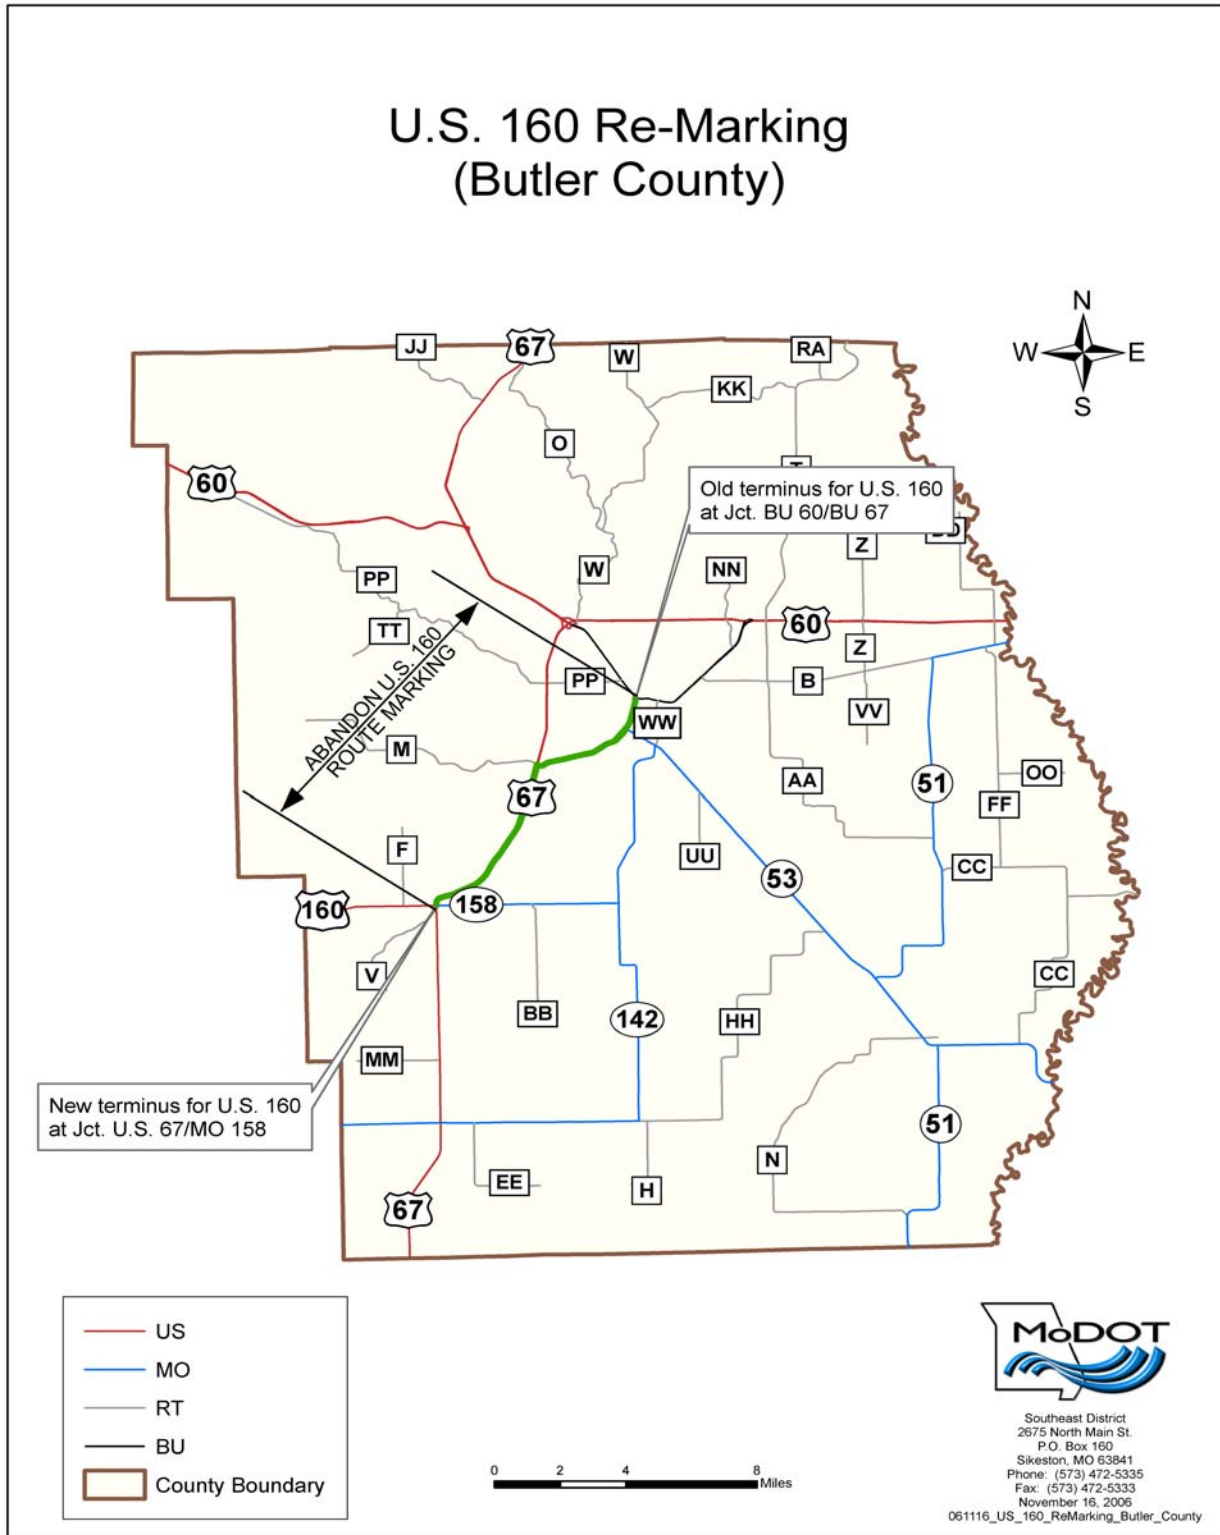 U.S. 160 Re-Marking
(Butler County)
N
W
E
S
JJ
67
W
RA
KK
O
60
T
Old terminus for U.S. 160
at Jct. BU 60/BU 67
DD
Z
W
NN
PP
TT
60
Z
PP
B
VV
WW
ABANDON U.S. 160
ROUTE MARKING
M
67
AA
51
OO
FF
F
UU
CC
53
160
158
V
CC
BB
142
HH
MM
New terminus for U.S. 160
at Jct. U.S. 67/MO 158
51
N
EE
H
67
US
MO
RT
BU
County Boundary
0 2 4 8
Miles
MoDOT
Southeast District
2675 North Main St.
P.O. Box 160
Sikeston, MO 63841
Phone: (573) 472-5335
Fax: (573) 472-5333
November 16, 2006
061116_US_160_ReMarking_Butler_County